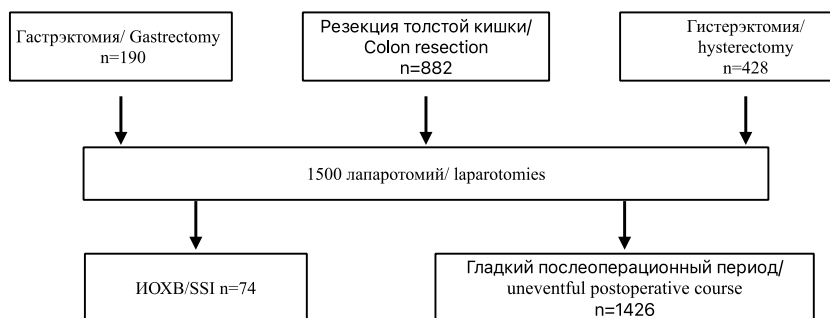 Гастрэктомия/ Gastrectomy
n=190
Резекция толстой кишки/
Colon resection
n=882
Гистерэктомия/
hysterectomy
n=428
1500 лапаротомий/ laparotomies
ИОХВ/SSI n=74
Гладкий послеоперационный период/
uneventful postoperative course
n=1426